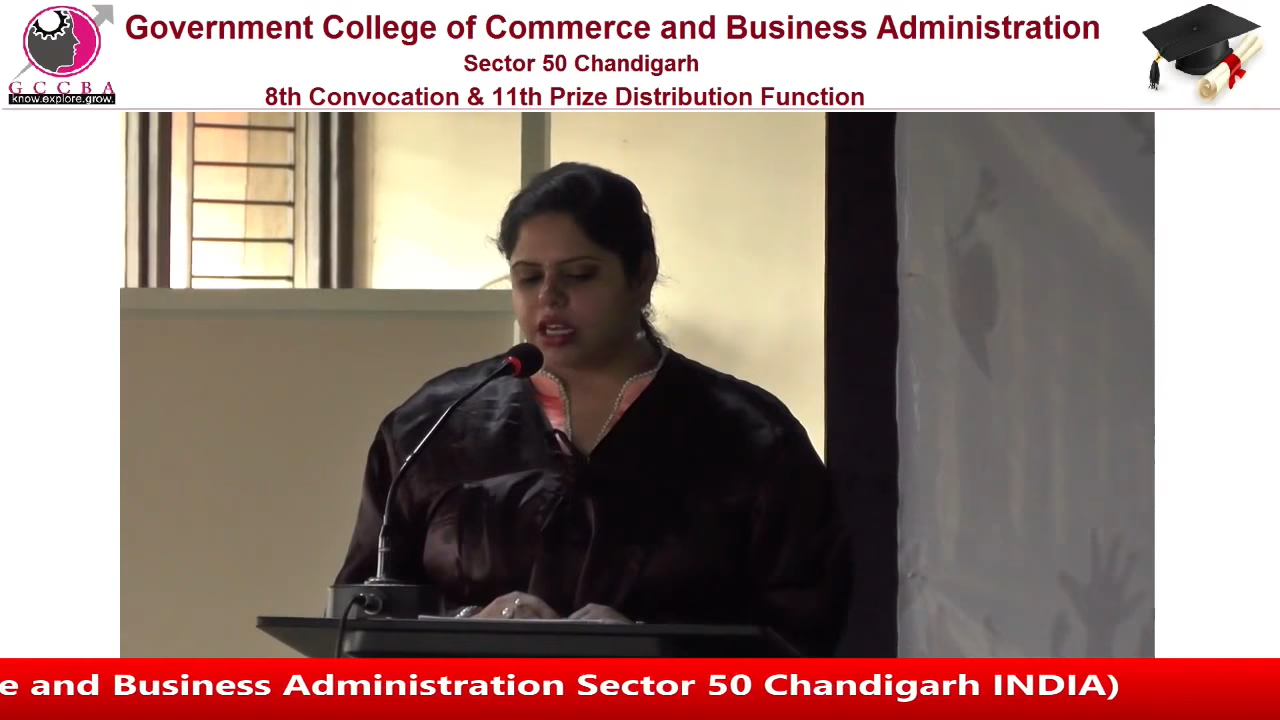 Government College of Commerce and Business Administration
Sector 50 Chandigarh
8th Convocation & 11th Prize Distribution Function
GCCBA
know.explore.grow.
e and Business Administration Sector 50 Chandigarh INDIA)